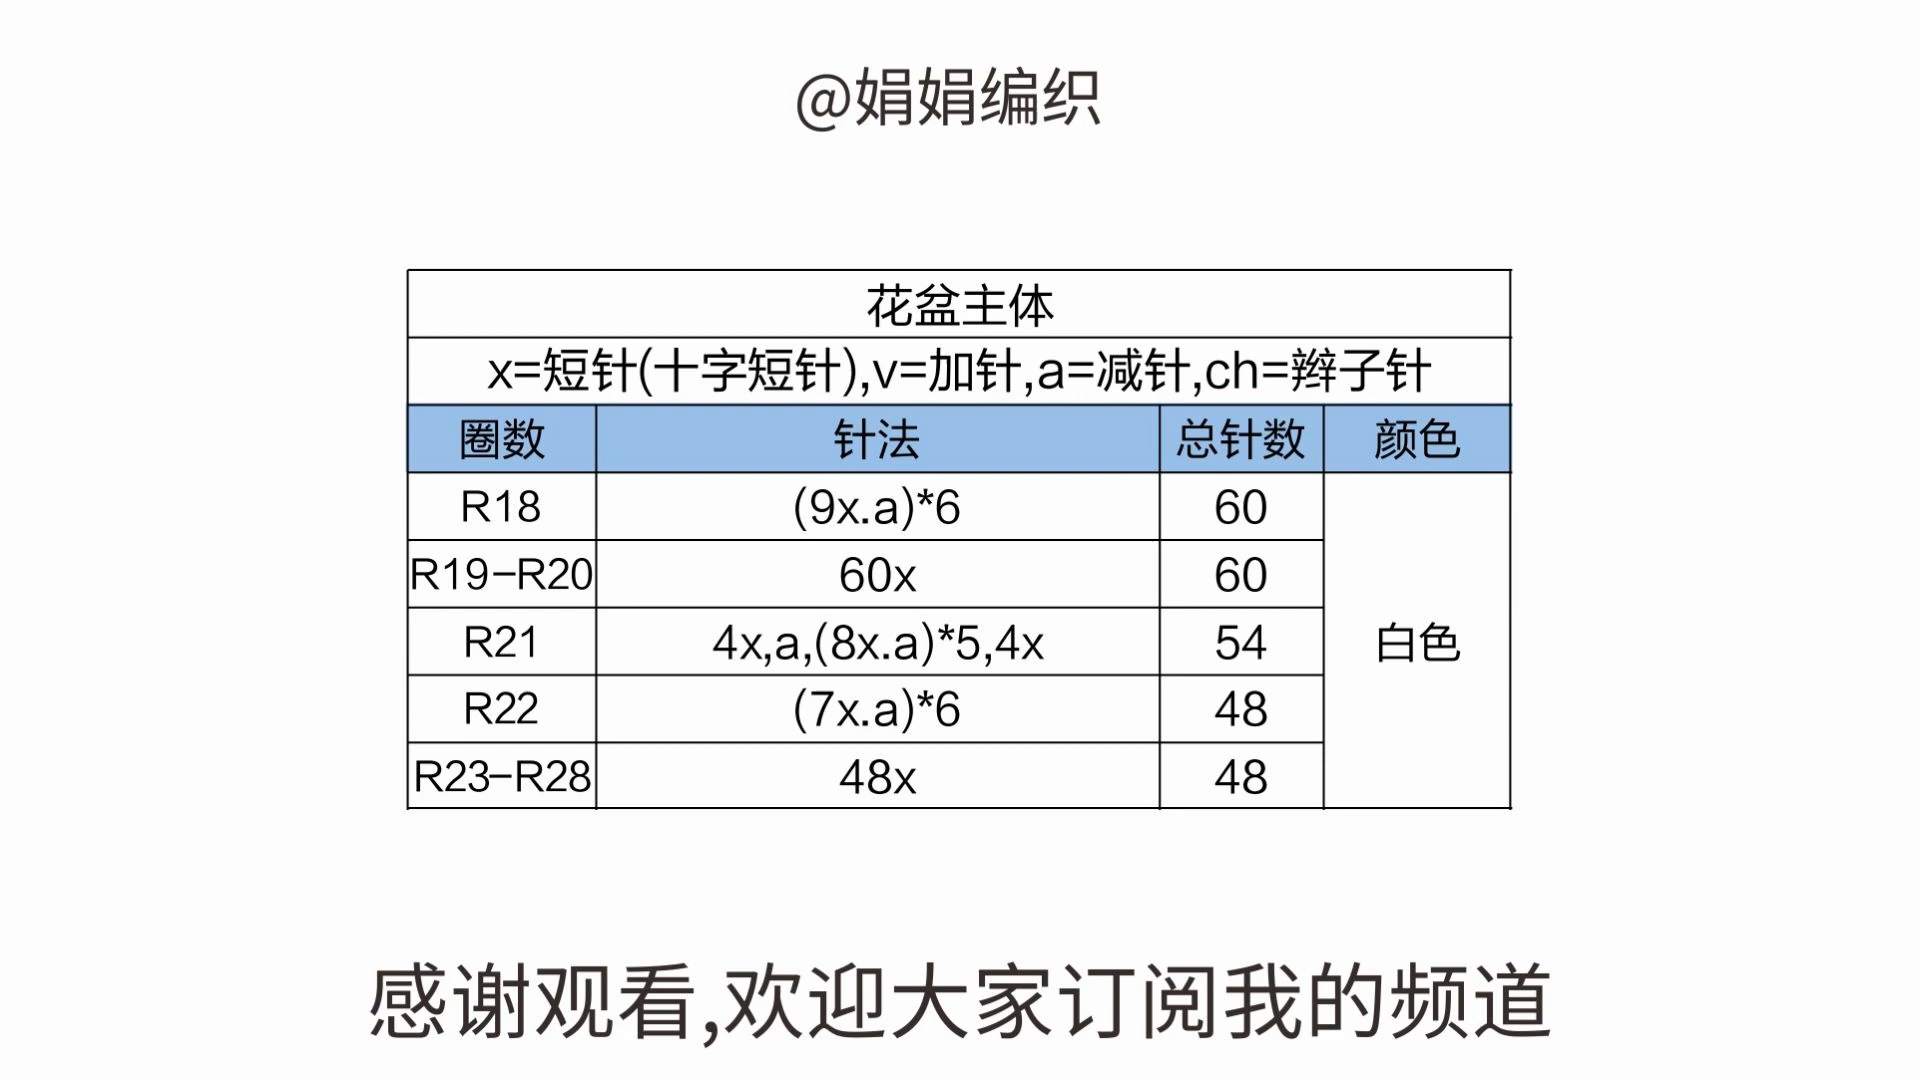 @娟娟编织
花盆主体
x=短针(十字短针),v=加针,a=减针,ch=辫子针
圈数 针法 总针数 颜色
R18 (9x.a)*6 60
R19-R20 60x 60
R21 4x,a,(8x.a)*5,4x 54 白色
R22 (7x.a)*6 48
R23-R28 48x 48
感谢观看,欢迎大家订阅我的频道